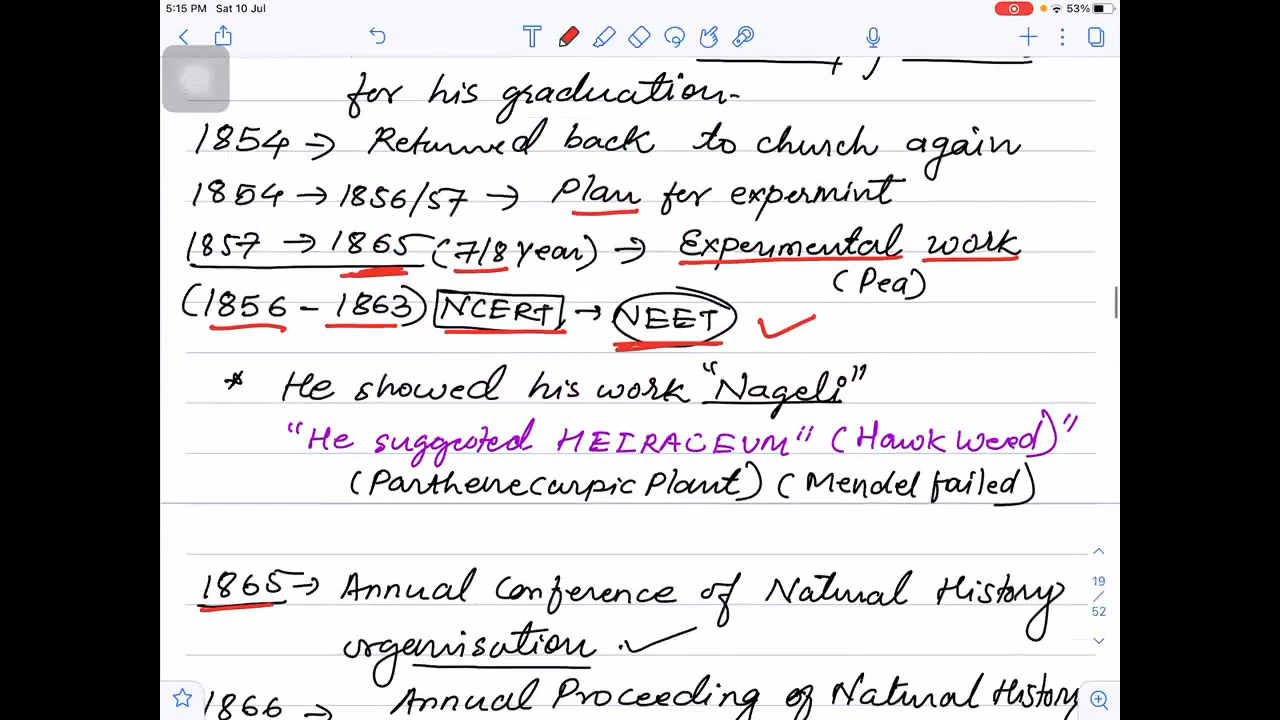 5:15 PM Sat 10 Jul
53%
for his graduation-
1854 → Returned back to church again
1854 → 1856/57 → Plan for expermint
1857 → 1865 (7/8 year) → Expermental work
(Pea)
(1856 - 1863) NCERT → NEET ✓
* He showed his work "Nageli"
"He suggested HEIRACEUM" (Hawk Weed)"
(Parthenecarpic Plant) (Mendel failed)
1865 → Annual Conference of Natural History
organisation. ✓
19
/
52
1866 → Annual Proceeding of Natural History